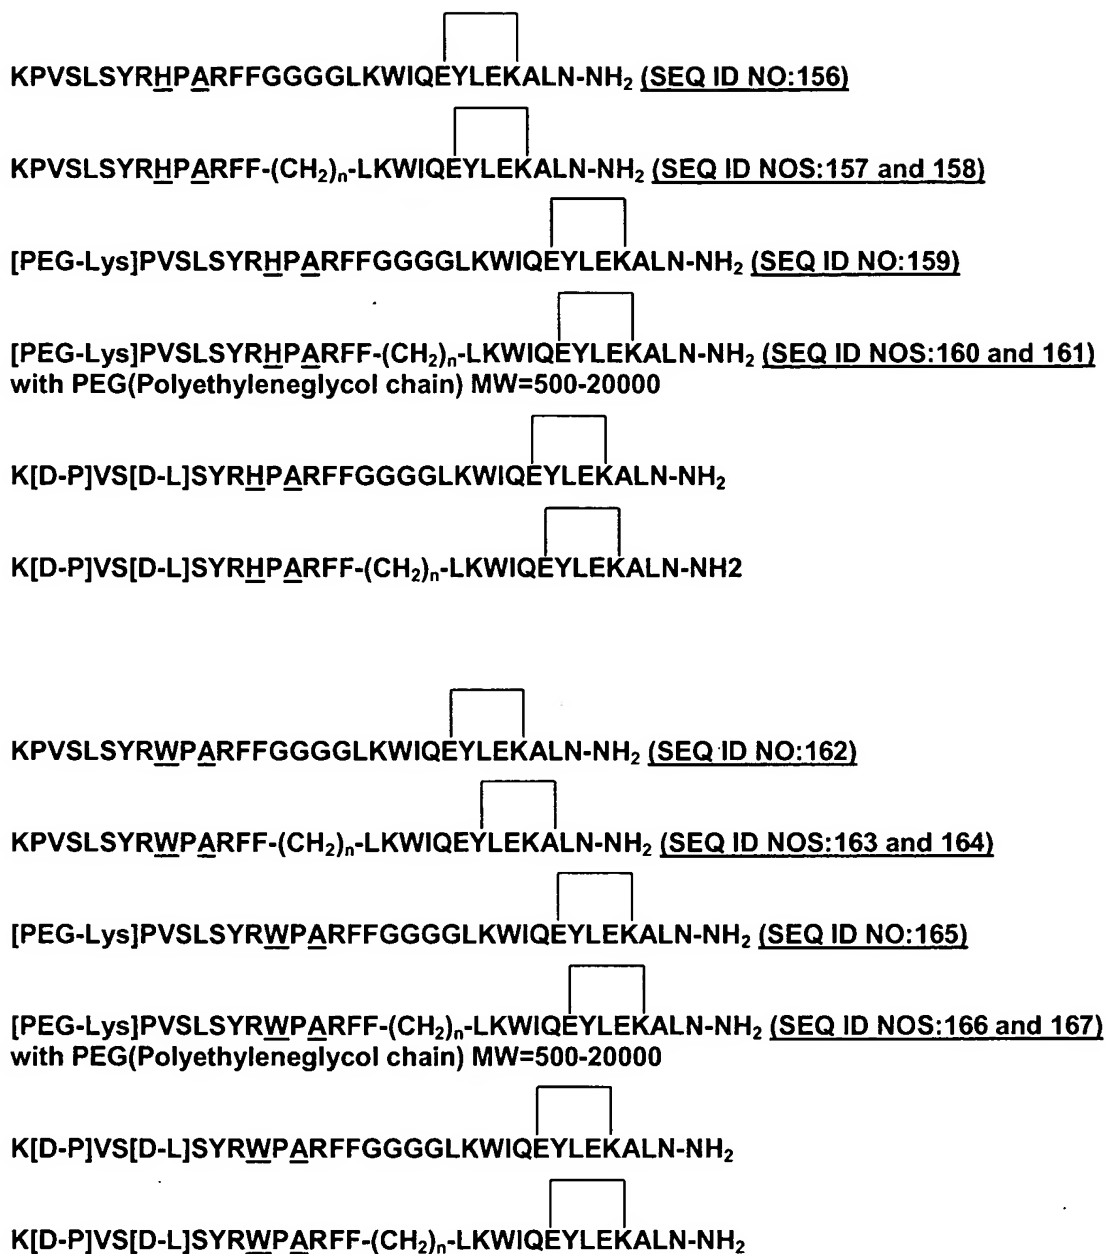 KPVSLSYRHPARFFGGGGLKWIQEYLEKALN-NH₂ (SEQ ID NO:156)
KPVSLSYRHPARFF-(CH₂)ₙ-LKWIQEYLEKALN-NH₂ (SEQ ID NOS:157 and 158)
[PEG-Lys]PVSLSYRHPARFFGGGGLKWIQEYLEKALN-NH₂ (SEQ ID NO:159)
[PEG-Lys]PVSLSYRHPARFF-(CH₂)ₙ-LKWIQEYLEKALN-NH₂ (SEQ ID NOS:160 and 161)
with PEG(Polyethyleneglycol chain) MW=500-20000
K[D-P]VS[D-L]SYRHPARFFGGGGLKWIQEYLEKALN-NH₂
K[D-P]VS[D-L]SYRHPARFF-(CH₂)ₙ-LKWIQEYLEKALN-NH2
KPVSLSYRWPARFFGGGGLKWIQEYLEKALN-NH₂ (SEQ ID NO:162)
KPVSLSYRWPARFF-(CH₂)ₙ-LKWIQEYLEKALN-NH₂ (SEQ ID NOS:163 and 164)
[PEG-Lys]PVSLSYRWPARFFGGGGLKWIQEYLEKALN-NH₂ (SEQ ID NO:165)
[PEG-Lys]PVSLSYRWPARFF-(CH₂)ₙ-LKWIQEYLEKALN-NH₂ (SEQ ID NOS:166 and 167)
with PEG(Polyethyleneglycol chain) MW=500-20000
K[D-P]VS[D-L]SYRWPARFFGGGGLKWIQEYLEKALN-NH₂
K[D-P]VS[D-L]SYRWPARFF-(CH₂)ₙ-LKWIQEYLEKALN-NH₂